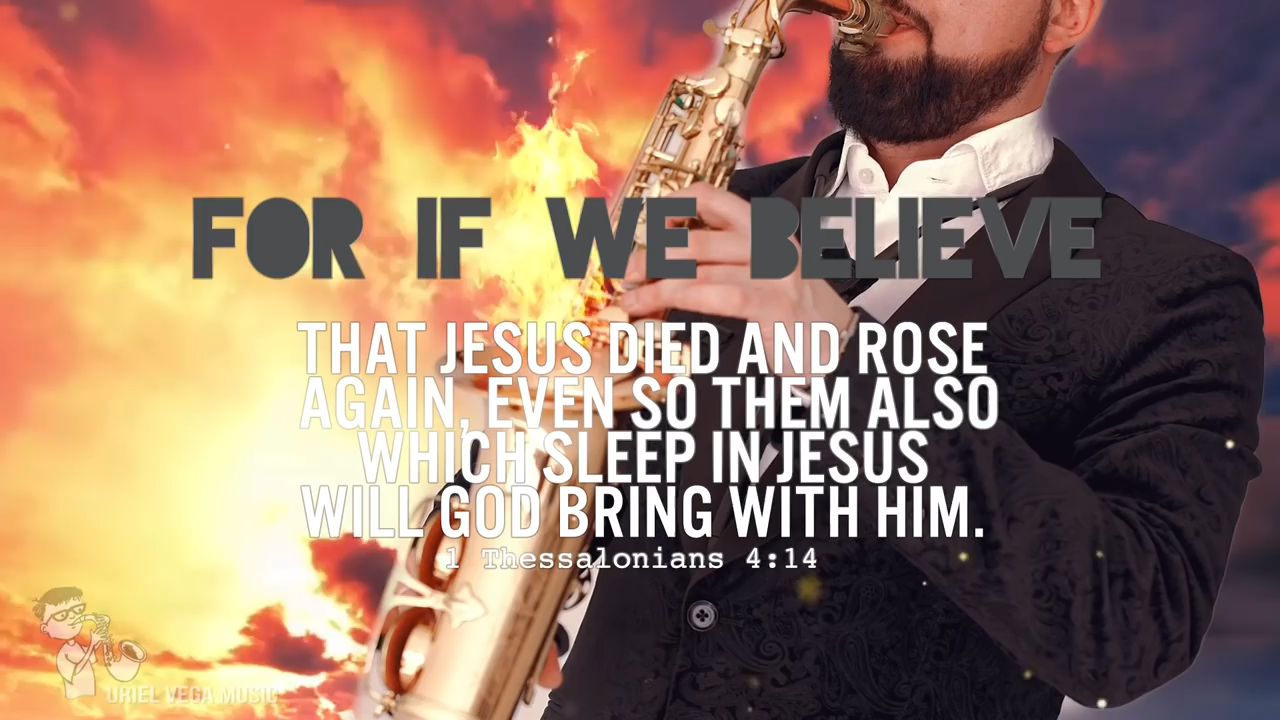 FOR IF WE BELIEVE
THAT JESUS DIED AND ROSE
AGAIN, EVEN SO THEM ALSO
WHICH SLEEP IN JESUS
WILL GOD BRING WITH HIM.
1 Thessalonians 4:14
URIEL VEGA MUSIC